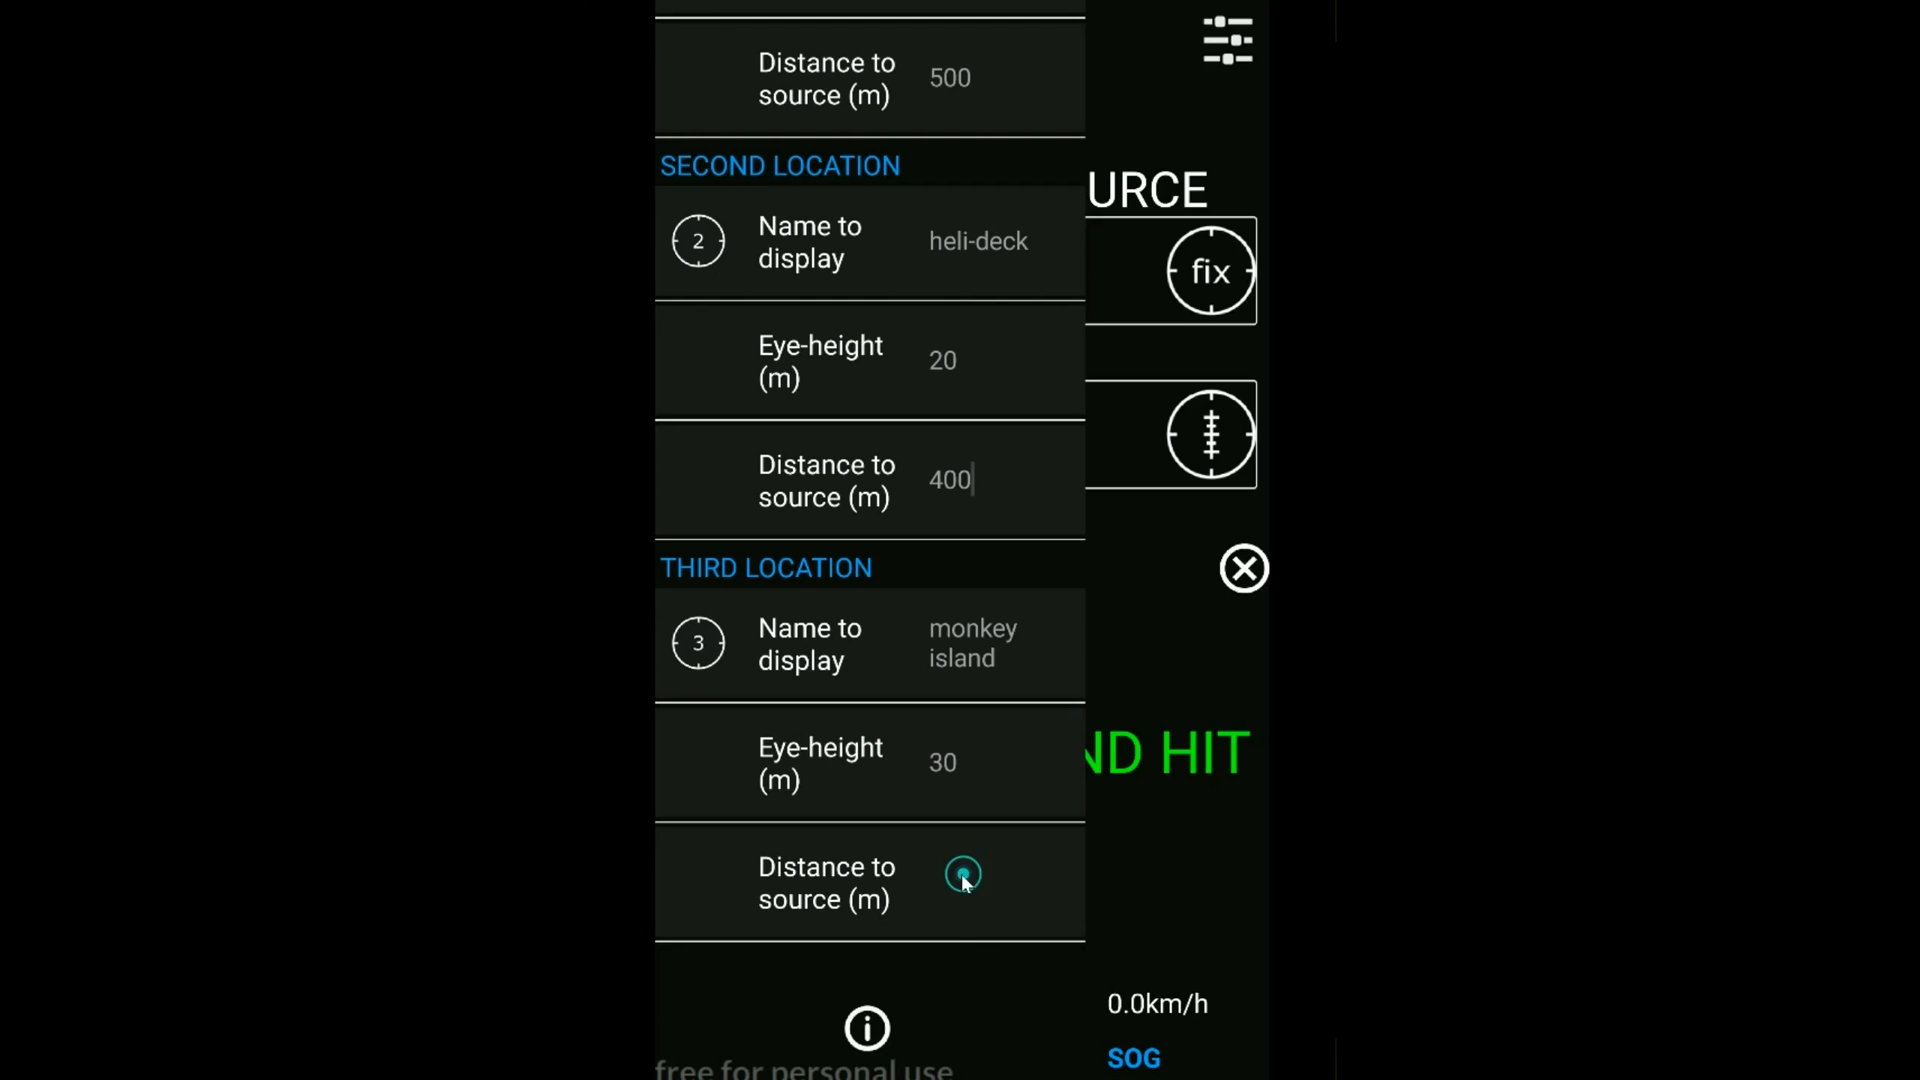 Distance to
source (m)
500
SECOND LOCATION
2
Name to
display
heli-deck
Eye-height
(m)
20
Distance to
source (m)
400
THIRD LOCATION
3
Name to
display
monkey
island
Eye-height
(m)
30
Distance to
source (m)
i
free for personal use
URCE
fix
ND HIT
0.0km/h
SOG